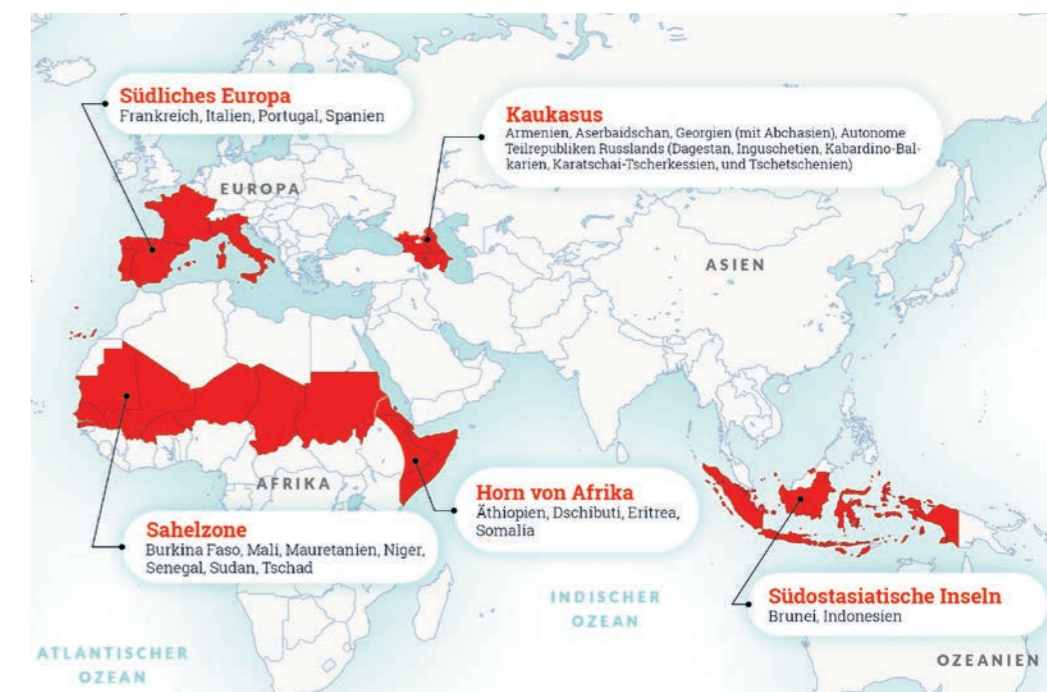 Südliches Europa
Frankreich, Italien, Portugal, Spanien
Kaukasus
Armenien, Aserbaidschan, Georgien (mit Abchasien), Autonome
Teilrepubliken Russlands (Dagestan, Inguschetien, Kabardino-Bal-
karien, Karatschai-Tscherkessien, und Tschetschenien)
EUROPA
ASIEN
AFRIKA
Horn von Afrika
Äthiopien, Dschibuti, Eritrea,
Somalia
Sahelzone
Burkina Faso, Mali, Mauretanien, Niger,
Senegal, Sudan, Tschad
Südostasiatische Inseln
Brunei, Indonesien
INDISCHER
OZEAN
ATLANTISCHER
OZEAN
OZEANIEN